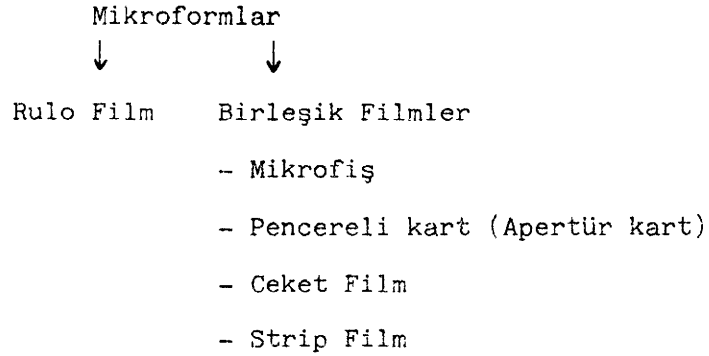 Mikroformlar
↓ ↓
Rulo Film Birleşik Filmler
- Mikrofiş
- Pencereli kart (Apertür kart)
- Ceket Film
- Strip Film